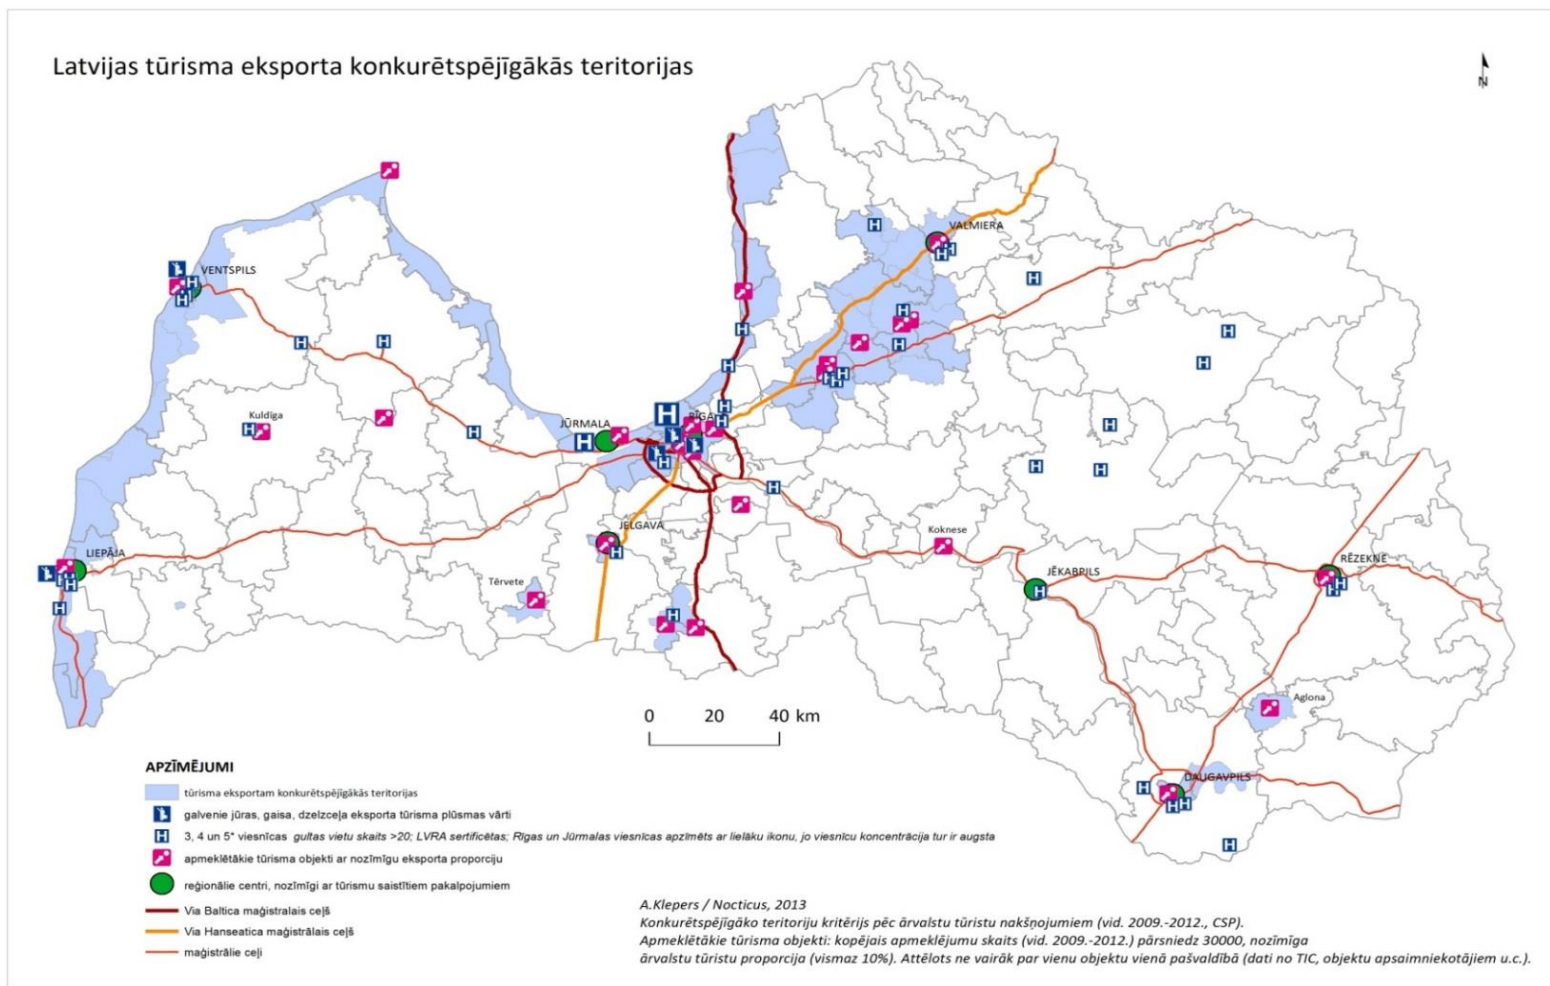 Latvijas tūrisma eksporta konkurētspējīgākās teritorijas
N
VALMIERA
VENTSPILS
Kuldīga
JŪRMALA
RĪGA
JELGAVA
Koknese
LIEPĀJA
Tērvete
JĒKABPILS
RĒZEKNE
Aglona
DAUGAVPILS
0 20 40 km
APZĪMĒJUMI
tūrisma eksportam konkurētspējīgākās teritorijas
galvenie jūras, gaisa, dzelzceļa eksporta tūrisma plūsmas vārti
H 3, 4 un 5* viesnīcas gultas vietu skaits >20; LVRA sertificētas; Rīgas un Jūrmalas viesnīcas apzīmēts ar lielāku ikonu, jo viesnīcu koncentrācija tur ir augsta
apmeklētākie tūrisma objekti ar nozīmīgu eksporta proporciju
reģionālie centri, nozīmīgi ar tūrismu saistītiem pakalpojumiem
Via Baltica maģistralais ceļš
Via Hanseatica maģistrālais ceļš
maģistrālie ceļi
A.Klepers / Nocticus, 2013
Konkurētspējīgāko teritoriju kritērijs pēc ārvalstu tūristu nakšņojumiem (vid. 2009.-2012., CSP).
Apmeklētākie tūrisma objekti: kopējais apmeklējumu skaits (vid. 2009.-2012.) pārsniedz 30000, nozīmīga
ārvalstu tūristu proporcija (vismaz 10%). Attēlots ne vairāk par vienu objektu vienā pašvaldībā (dati no TIC, objektu apsaimniekotājiem u.c.).